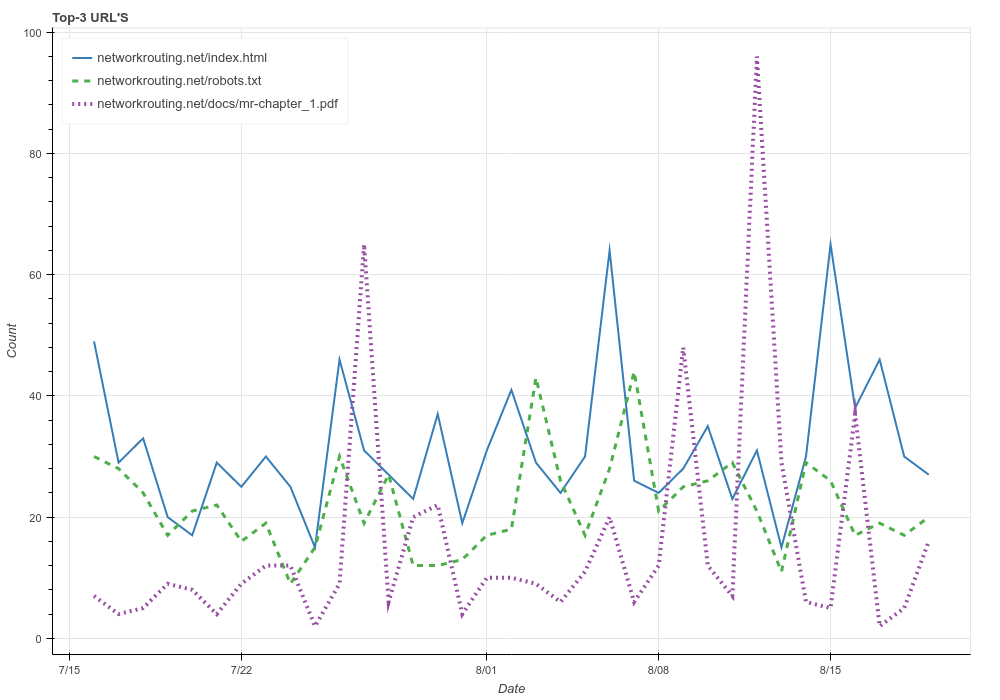 Top-3 URL'S
networkrouting.net/index.html
networkrouting.net/robots.txt
networkrouting.net/docs/mr-chapter_1.pdf
100
80
60
40
20
0
Count
7/15 7/22 8/01 8/08 8/15
Date